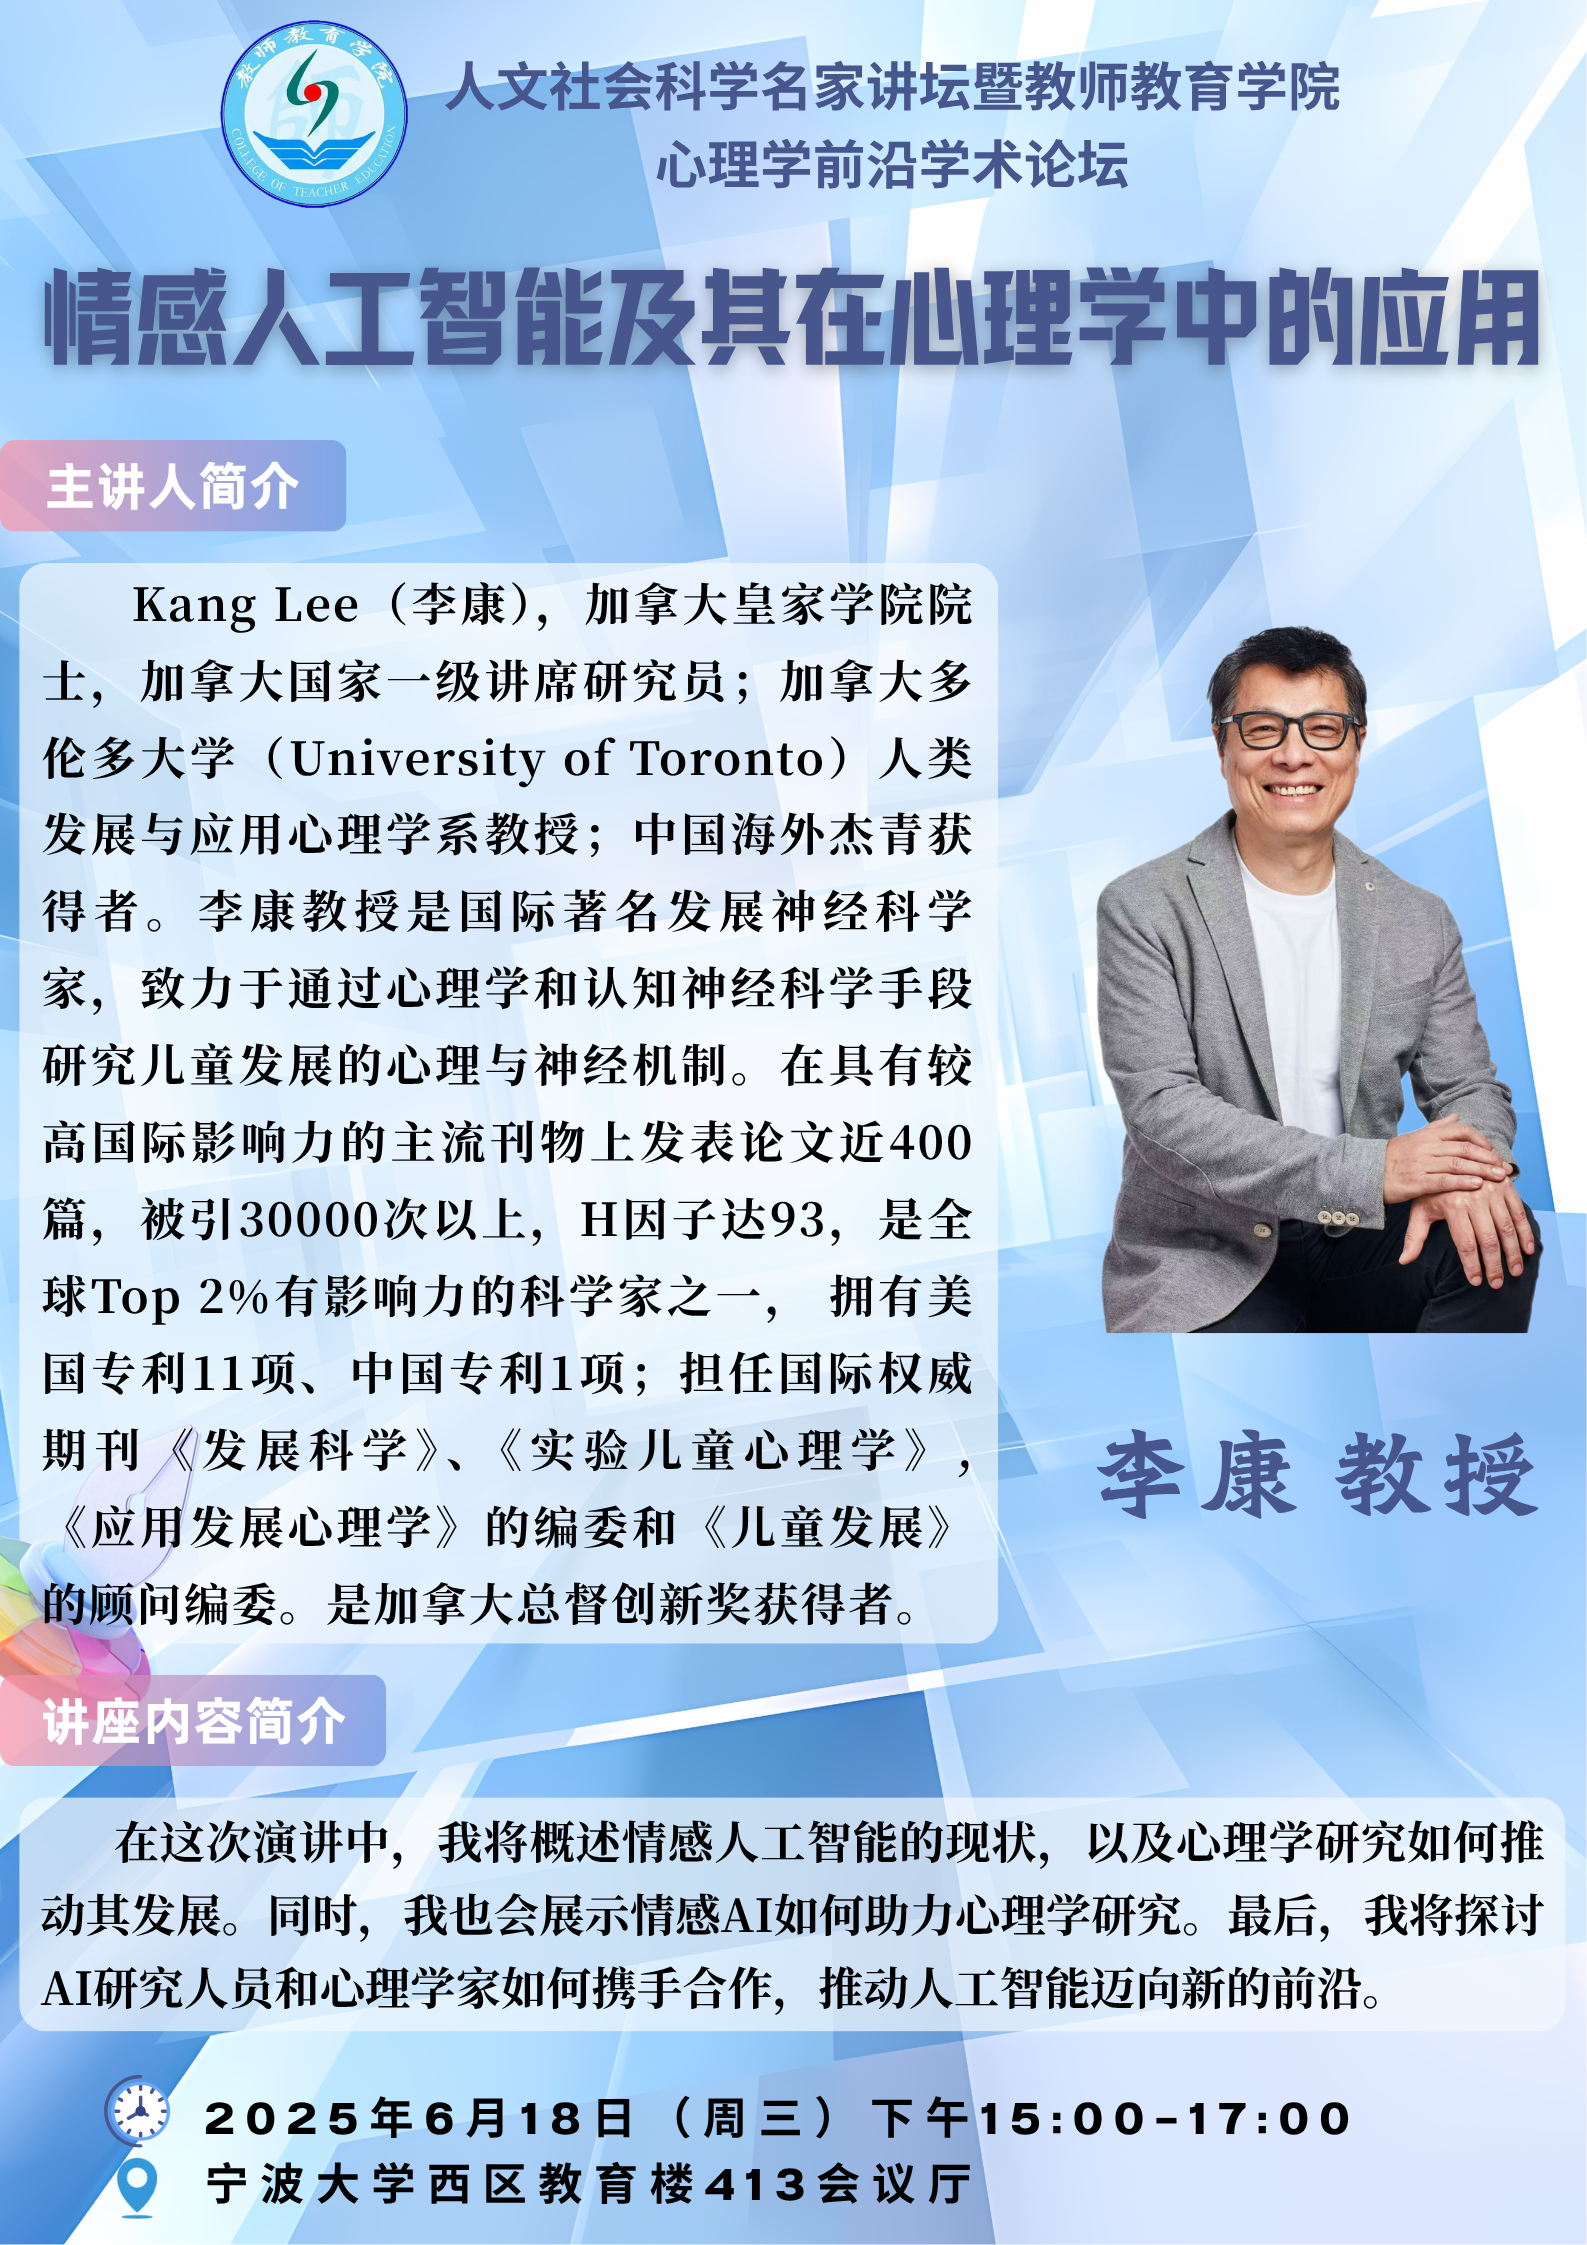 教师教育学院
COLLEGE OF TEACHER EDUCATION
人文社会科学名家讲坛暨教师教育学院
心理学前沿学术论坛
情感人工智能及其在心理学中的应用
主讲人简介
Kang Lee（李康），加拿大皇家学院院
士，加拿大国家一级讲席研究员；加拿大多
伦多大学（University of Toronto）人类
发展与应用心理学系教授；中国海外杰青获
得者。李康教授是国际著名发展神经科学
家，致力于通过心理学和认知神经科学手段
研究儿童发展的心理与神经机制。在具有较
高国际影响力的主流刊物上发表论文近400
篇，被引30000次以上，H因子达93，是全
球Top 2%有影响力的科学家之一， 拥有美
国专利11项、中国专利1项；担任国际权威
期刊《发展科学》、《实验儿童心理学》，
《应用发展心理学》的编委和《儿童发展》
的顾问编委。是加拿大总督创新奖获得者。
李康 教授
讲座内容简介
在这次演讲中，我将概述情感人工智能的现状，以及心理学研究如何推
动其发展。同时，我也会展示情感AI如何助力心理学研究。最后，我将探讨
AI研究人员和心理学家如何携手合作，推动人工智能迈向新的前沿。
2025年6月18日（周三）下午15:00-17:00
宁波大学西区教育楼413会议厅